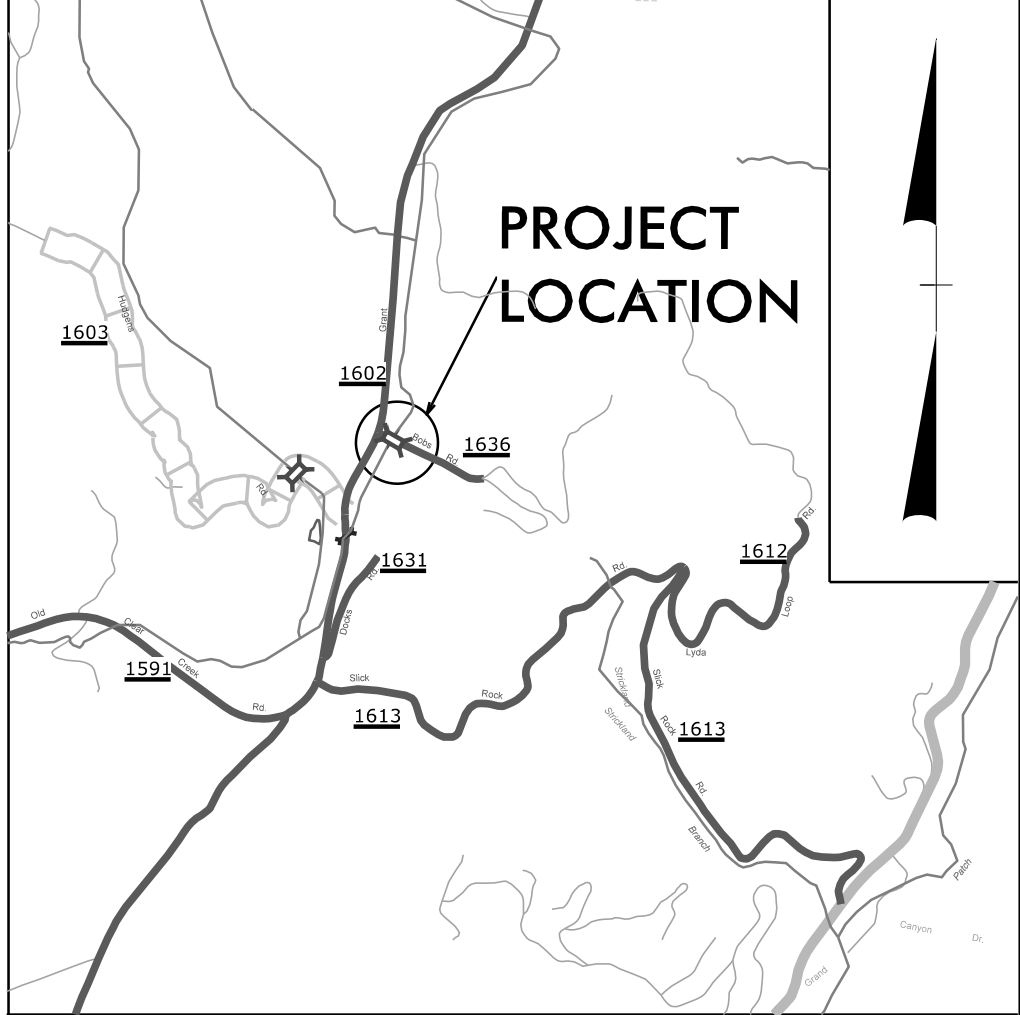 PROJECT
LOCATION
Hudgens
1603
Grant
1602
Bobs
Rd
1636
Rd.
Rd.
1631
Rd.
Docks
Rd.
1612
Loop
Lyda
Old
Clear
Creek
1591
Rd.
Slick
Rock
1613
Strickland
Strickland
Slick
Rock
1613
Rd.
Branch
Patch
Canyon
Dr.
Grand